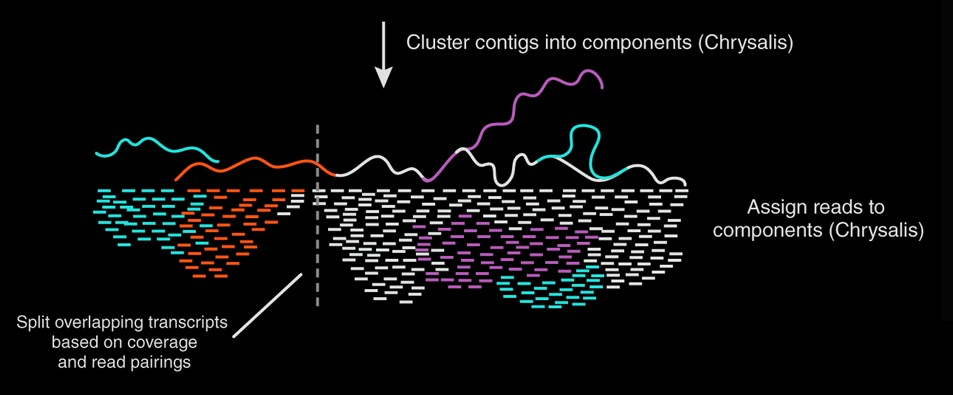 Cluster contigs into components (Chrysalis)
Assign reads to
components (Chrysalis)
Split overlapping transcripts
based on coverage
and read pairings